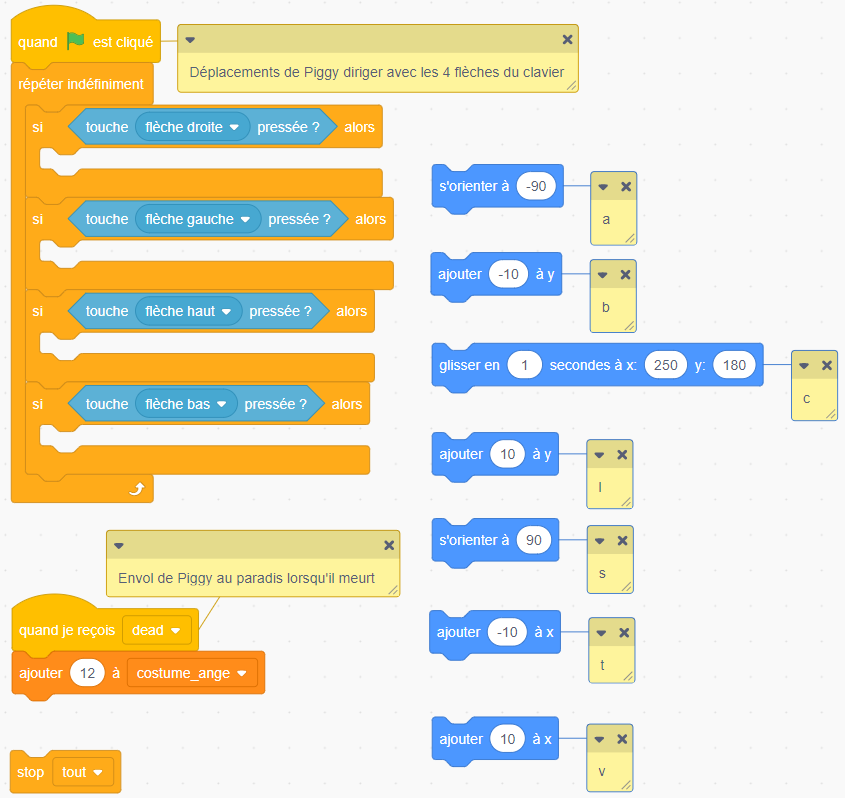 quand est cliqué
Déplacements de Piggy diriger avec les 4 flèches du clavier
répéter indéfiniment
si touche flèche droite pressée ? alors
si touche flèche gauche pressée ? alors
si touche flèche haut pressée ? alors
si touche flèche bas pressée ? alors
Envol de Piggy au paradis lorsqu'il meurt
quand je reçois dead
ajouter 12 à costume_ange
stop tout
s'orienter à -90
a
ajouter -10 à y
b
glisser en 1 secondes à x: 250 y: 180
c
ajouter 10 à y
l
s'orienter à 90
s
ajouter -10 à x
t
ajouter 10 à x
v